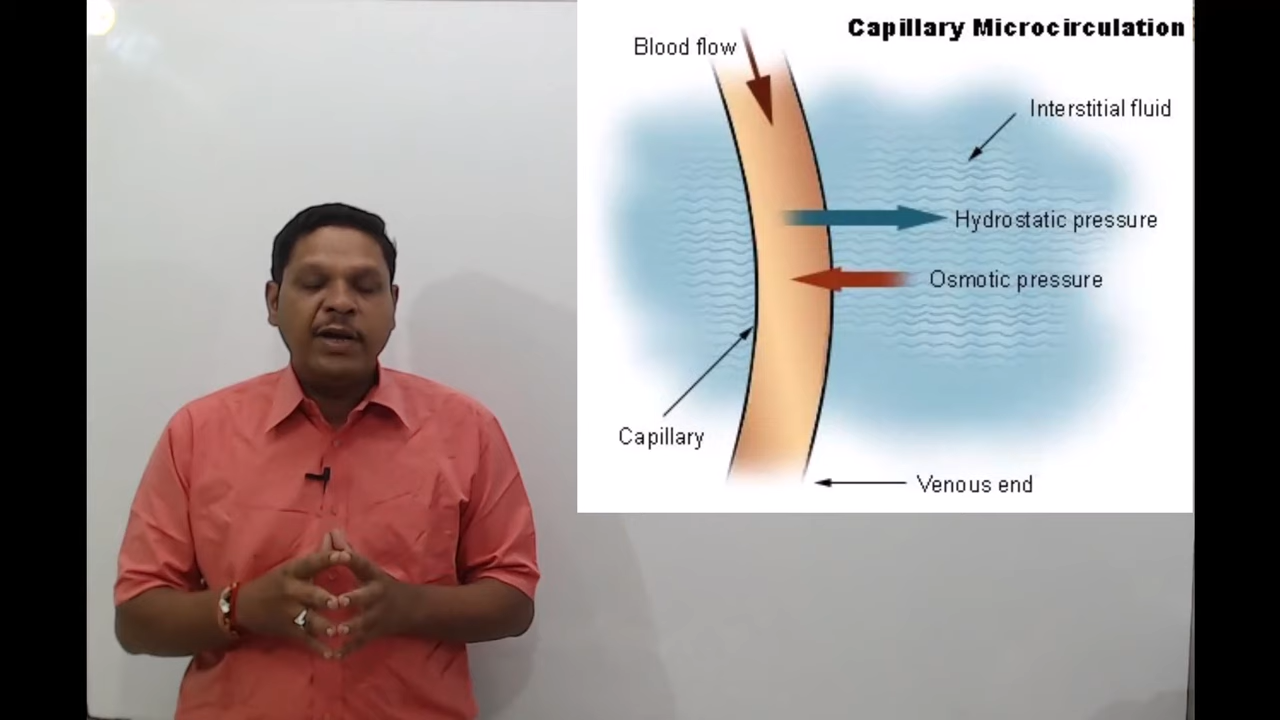 Capillary Microcirculation
Blood flow
Interstitial fluid
Hydrostatic pressure
Osmotic pressure
Capillary
Venous end